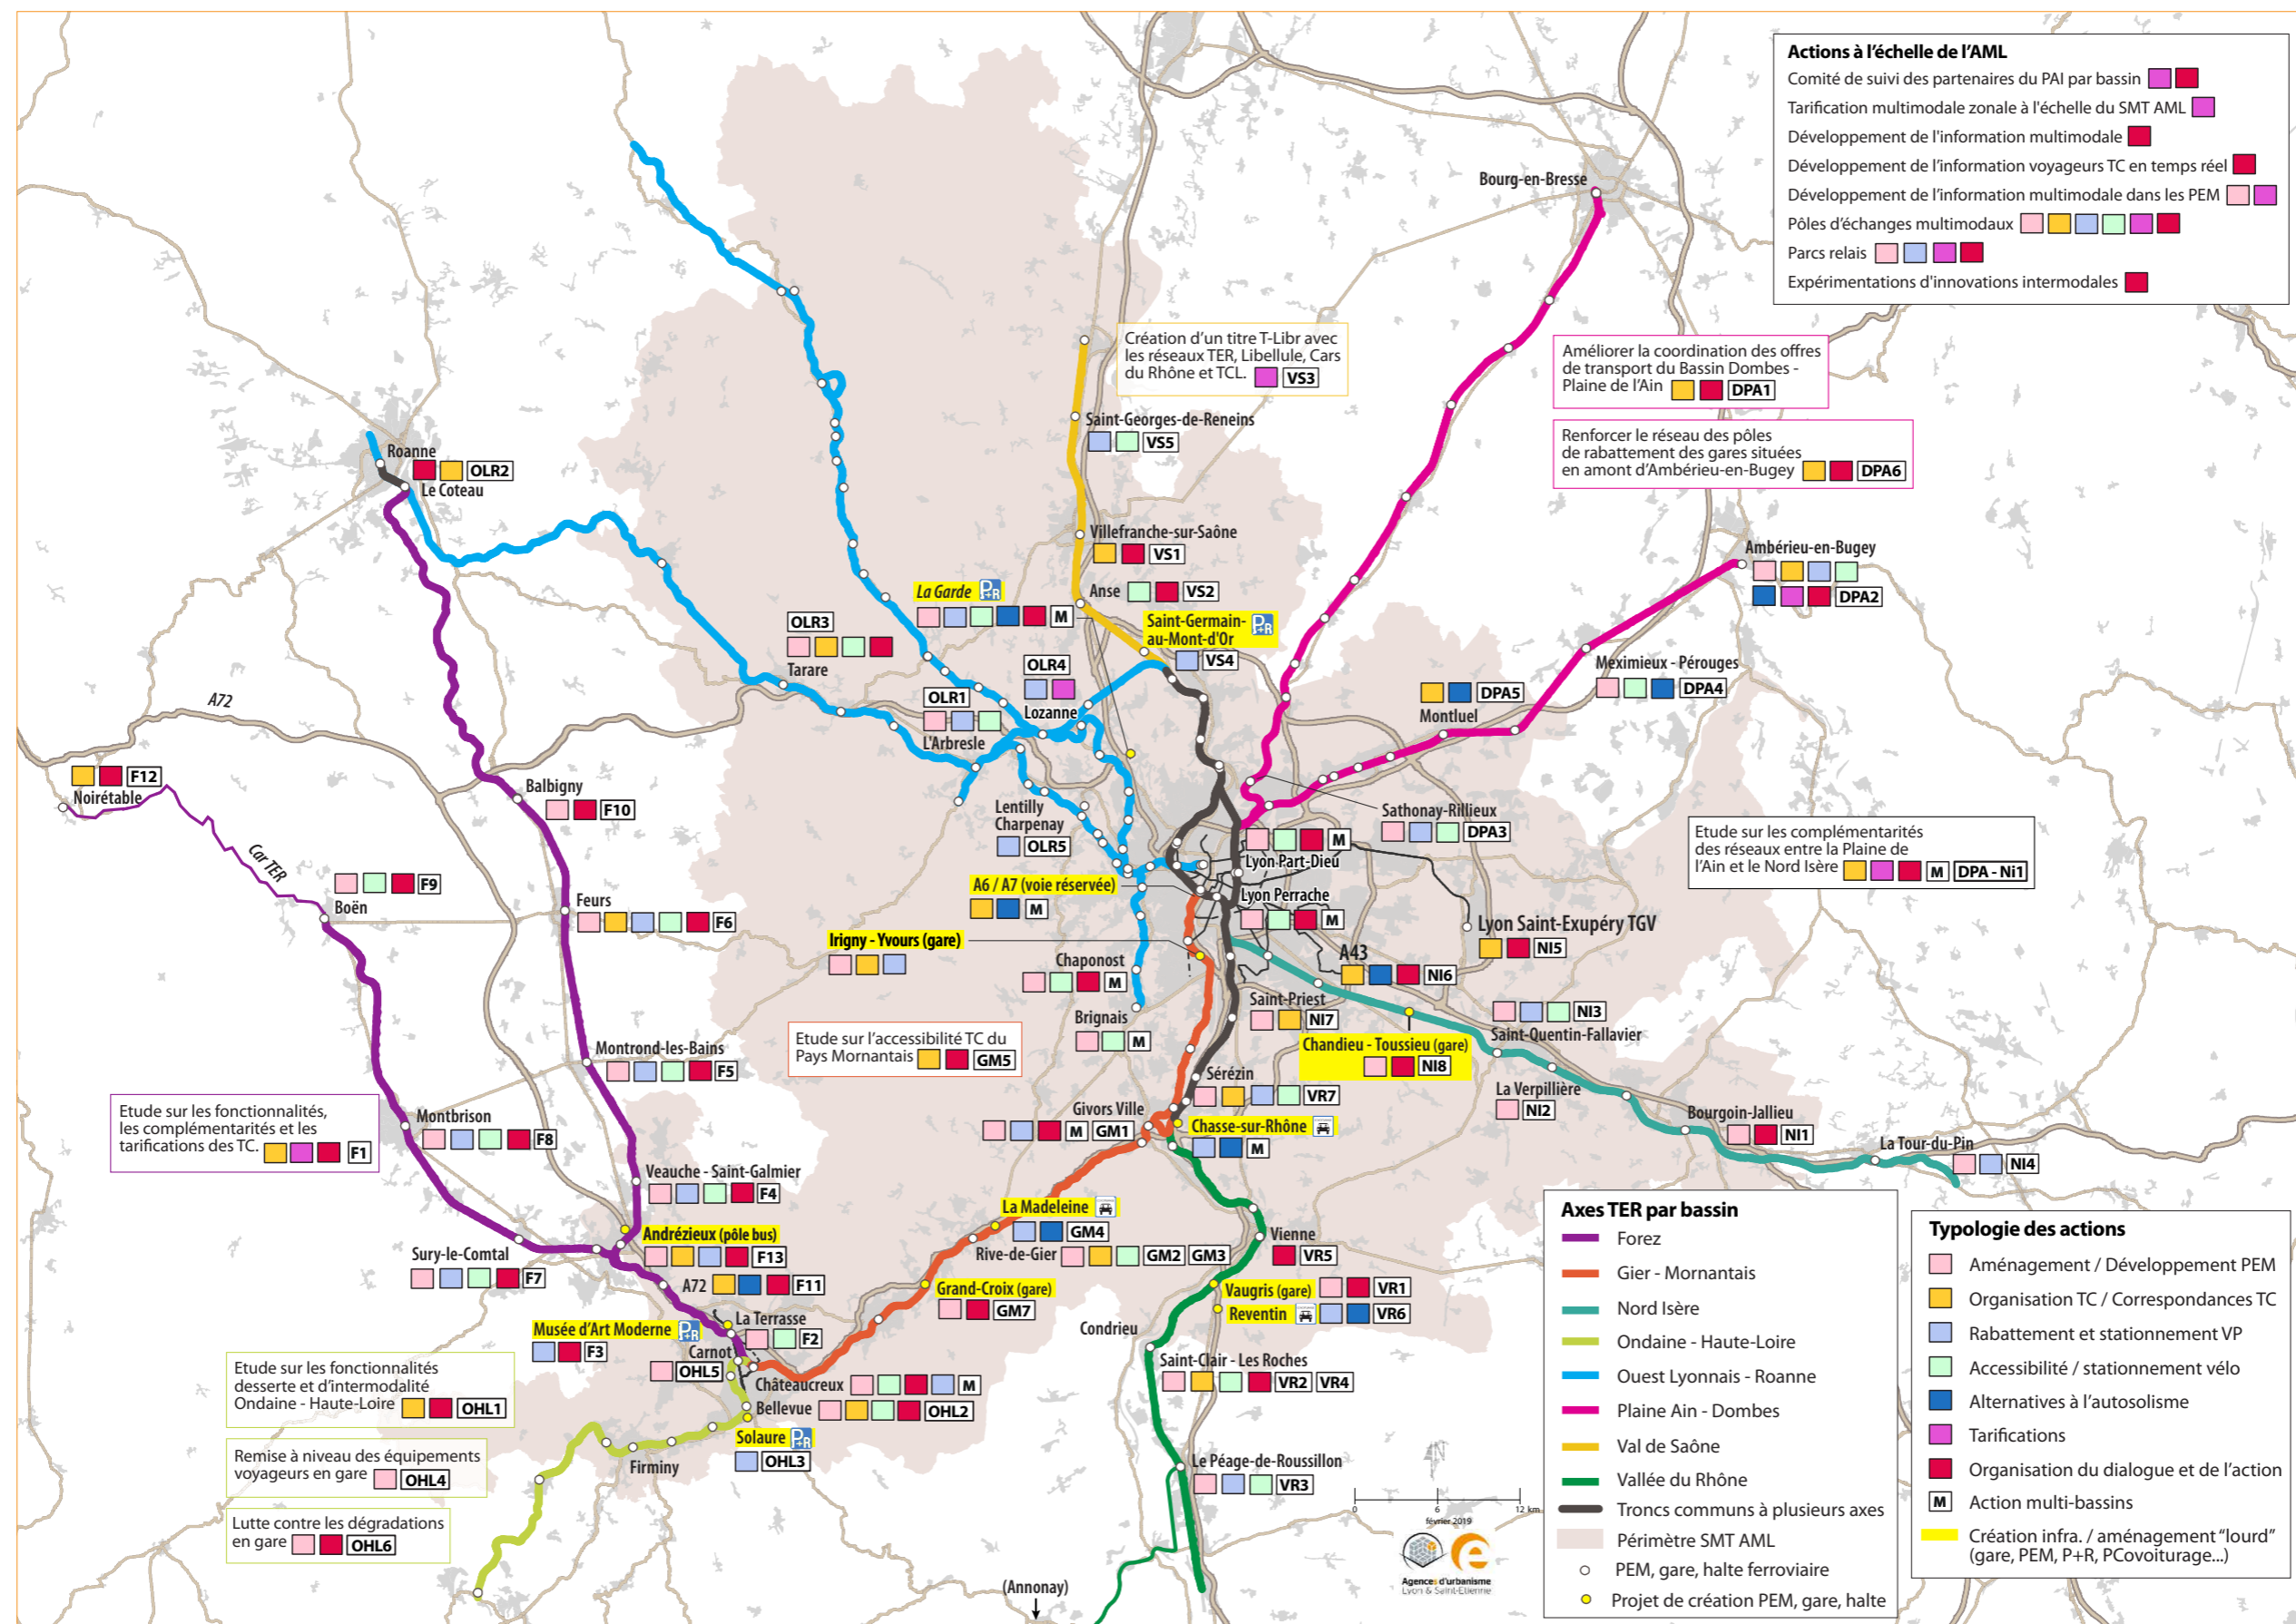 Actions à l'échelle de l'AML
Comité de suivi des partenaires du PAI par bassin
Tarification multimodale zonale à l'échelle du SMT AML
Développement de l'information multimodale
Développement de l'information voyageurs TC en temps réel
Développement de l'information multimodale dans les PEM
Pôles d'échanges multimodaux
Parcs relais
Expérimentations d'innovations intermodales
Bourg-en-Bresse
Création d'un titre T-Libr avec
les réseaux TER, Libellule, Cars
du Rhône et TCL. VS3
Améliorer la coordination des offres
de transport du Bassin Dombes -
Plaine de l'Ain DPA1
Saint-Georges-de-Reneins
VS5
Renforcer le réseau des pôles
de rabattement des gares situées
en amont d'Ambérieu-en-Bugey DPA6
Roanne
OLR2
Le Coteau
Villefranche-sur-Saône
VS1
Ambérieu-en-Bugey
DPA2
La Garde P+R
M
Anse VS2
Saint-Germain-
au-Mont-d'Or P+R
VS4
OLR3
Tarare
OLR4
Lozanne
OLR1
L'Arbresle
Meximieux - Pérouges
DPA4
DPA5
Montluel
A72
F12
Noirétable
Balbigny
F10
Car TER
Lentilly
Charpenay
OLR5
Sathonay-Rillieux
DPA3
M
Lyon Part-Dieu
Etude sur les complémentarités
des réseaux entre la Plaine de
l'Ain et le Nord Isère M DPA - Ni1
F9
Boën
Feurs
F6
A6 / A7 (voie réservée)
M
Lyon Perrache
M
Lyon Saint-Exupéry TGV
NI5
Irigny - Yvours (gare)
A43
NI6
Chaponost
M
Saint-Priest
NI7
NI3
Saint-Quentin-Fallavier
Brignais
M
Etude sur l'accessibilité TC du
Pays Mornantais GM5
Chandieu - Toussieu (gare)
NI8
Montrond-les-Bains
F5
Sérézin
VR7
La Verpillière
NI2
Etude sur les fonctionnalités,
les complémentarités et les
tarifications des TC. F1
Montbrison
F8
Givors Ville
M GM1
Chasse-sur-Rhône
M
Bourgoin-Jallieu
NI1
La Tour-du-Pin
NI4
Veauche - Saint-Galmier
F4
La Madeleine
GM4
Andrézieux (pôle bus)
F13
Rive-de-Gier GM2 GM3
Vienne
VR5
Sury-le-Comtal
F7
A72 F11
Grand-Croix (gare)
GM7
Vaugris (gare) VR1
Reventin VR6
Condrieu
La Terrasse
F2
Musée d'Art Moderne P+R
F3
Carnot
OHL5
Saint-Clair - Les Roches
VR2 VR4
Châteaucreux M
Bellevue OHL2
Etude sur les fonctionnalités
desserte et d'intermodalité
Ondaine - Haute-Loire OHL1
Solaure P+R
OHL3
Remise à niveau des équipements
voyageurs en gare OHL4
Firminy
Le Péage-de-Roussillon
VR3
Lutte contre les dégradations
en gare OHL6
(Annonay)
0 6 12 km
février 2019
Agences d'urbanisme
Lyon & Saint-Etienne
Axes TER par bassin
Forez
Gier - Mornantais
Nord Isère
Ondaine - Haute-Loire
Ouest Lyonnais - Roanne
Plaine Ain - Dombes
Val de Saône
Vallée du Rhône
Troncs communs à plusieurs axes
Périmètre SMT AML
PEM, gare, halte ferroviaire
Projet de création PEM, gare, halte
Typologie des actions
Aménagement / Développement PEM
Organisation TC / Correspondances TC
Rabattement et stationnement VP
Accessibilité / stationnement vélo
Alternatives à l'autosolisme
Tarifications
Organisation du dialogue et de l'action
M Action multi-bassins
Création infra. / aménagement "lourd"
(gare, PEM, P+R, PCovoiturage...)